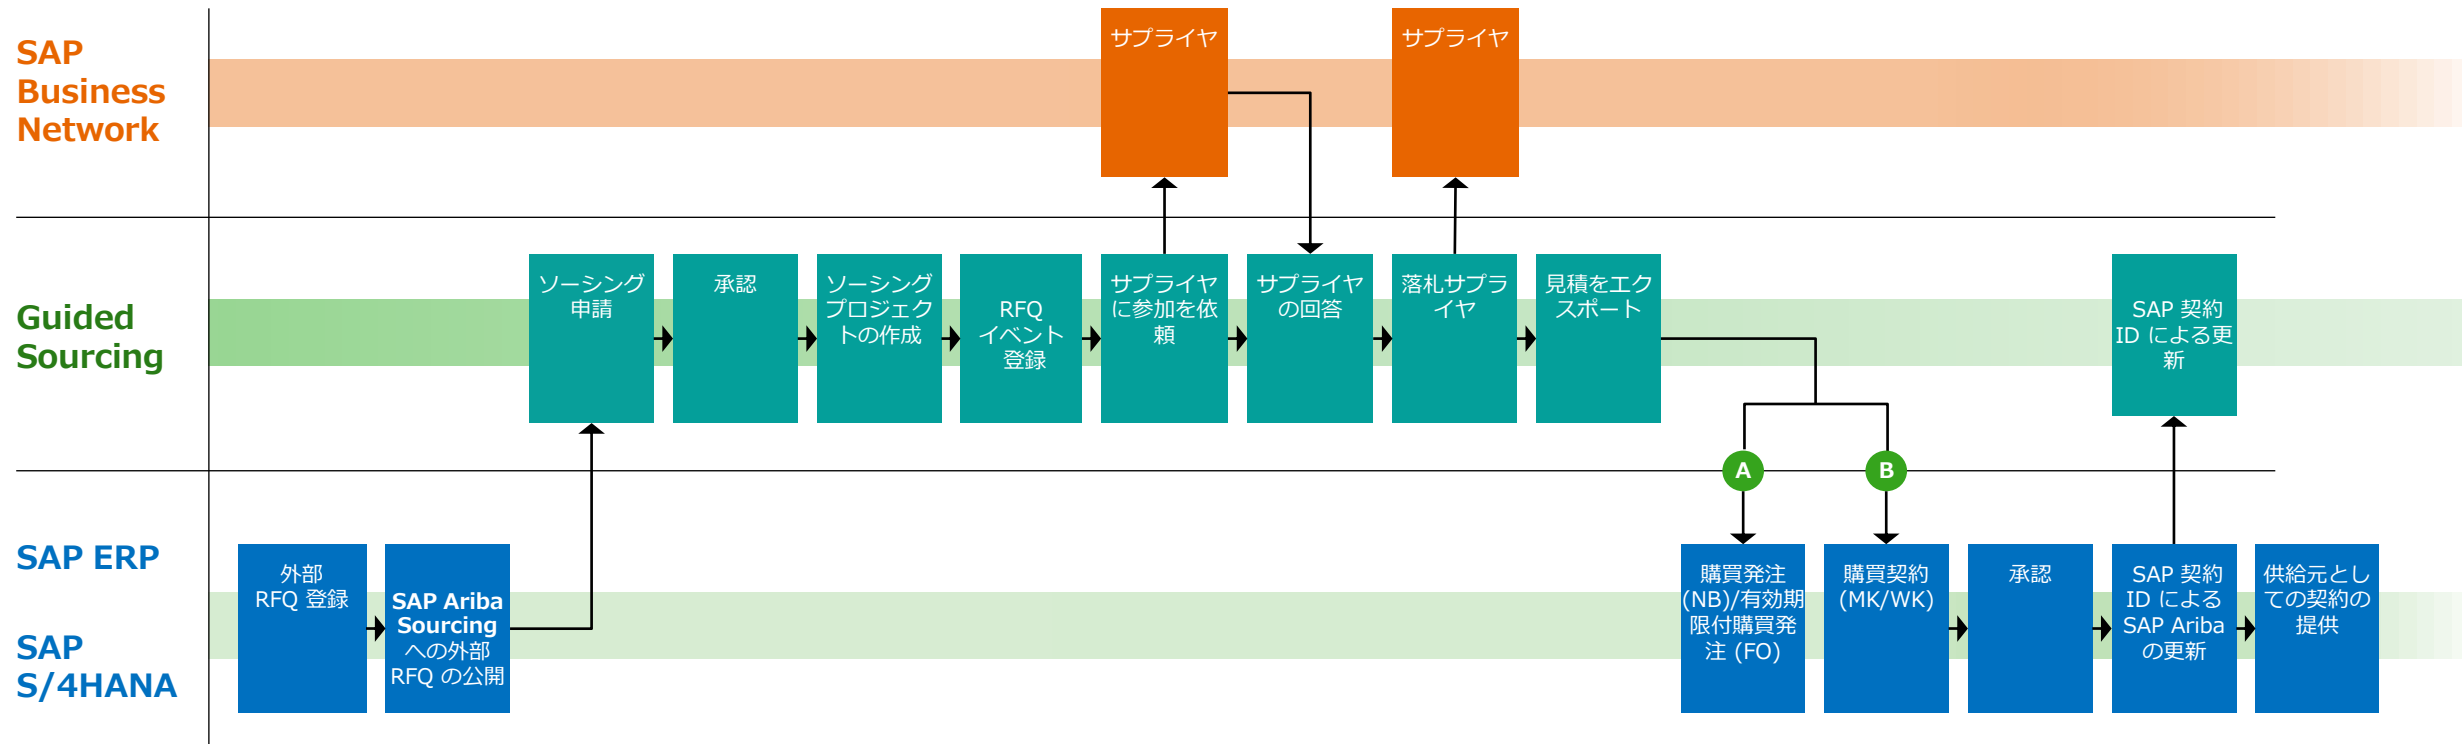 SAP
Business
Network
サプライヤ
サプライヤ
Guided
Sourcing
ソーシング
申請
承認
ソーシング
プロジェク
トの作成
RFQ
イベント
登録
サプライヤ
に参加を依
頼
サプライヤ
の回答
落札サプラ
イヤ
見積をエク
スポート
SAP 契約
ID による更
新
A
B
SAP ERP
SAP
S/4HANA
外部
RFQ 登録
SAP Ariba
Sourcing
への外部
RFQ の公開
購買発注
(NB)/有効期
限付購買発
注 (FO)
購買契約
(MK/WK)
承認
SAP 契約
ID による
SAP Ariba
の更新
供給元とし
ての契約の
提供